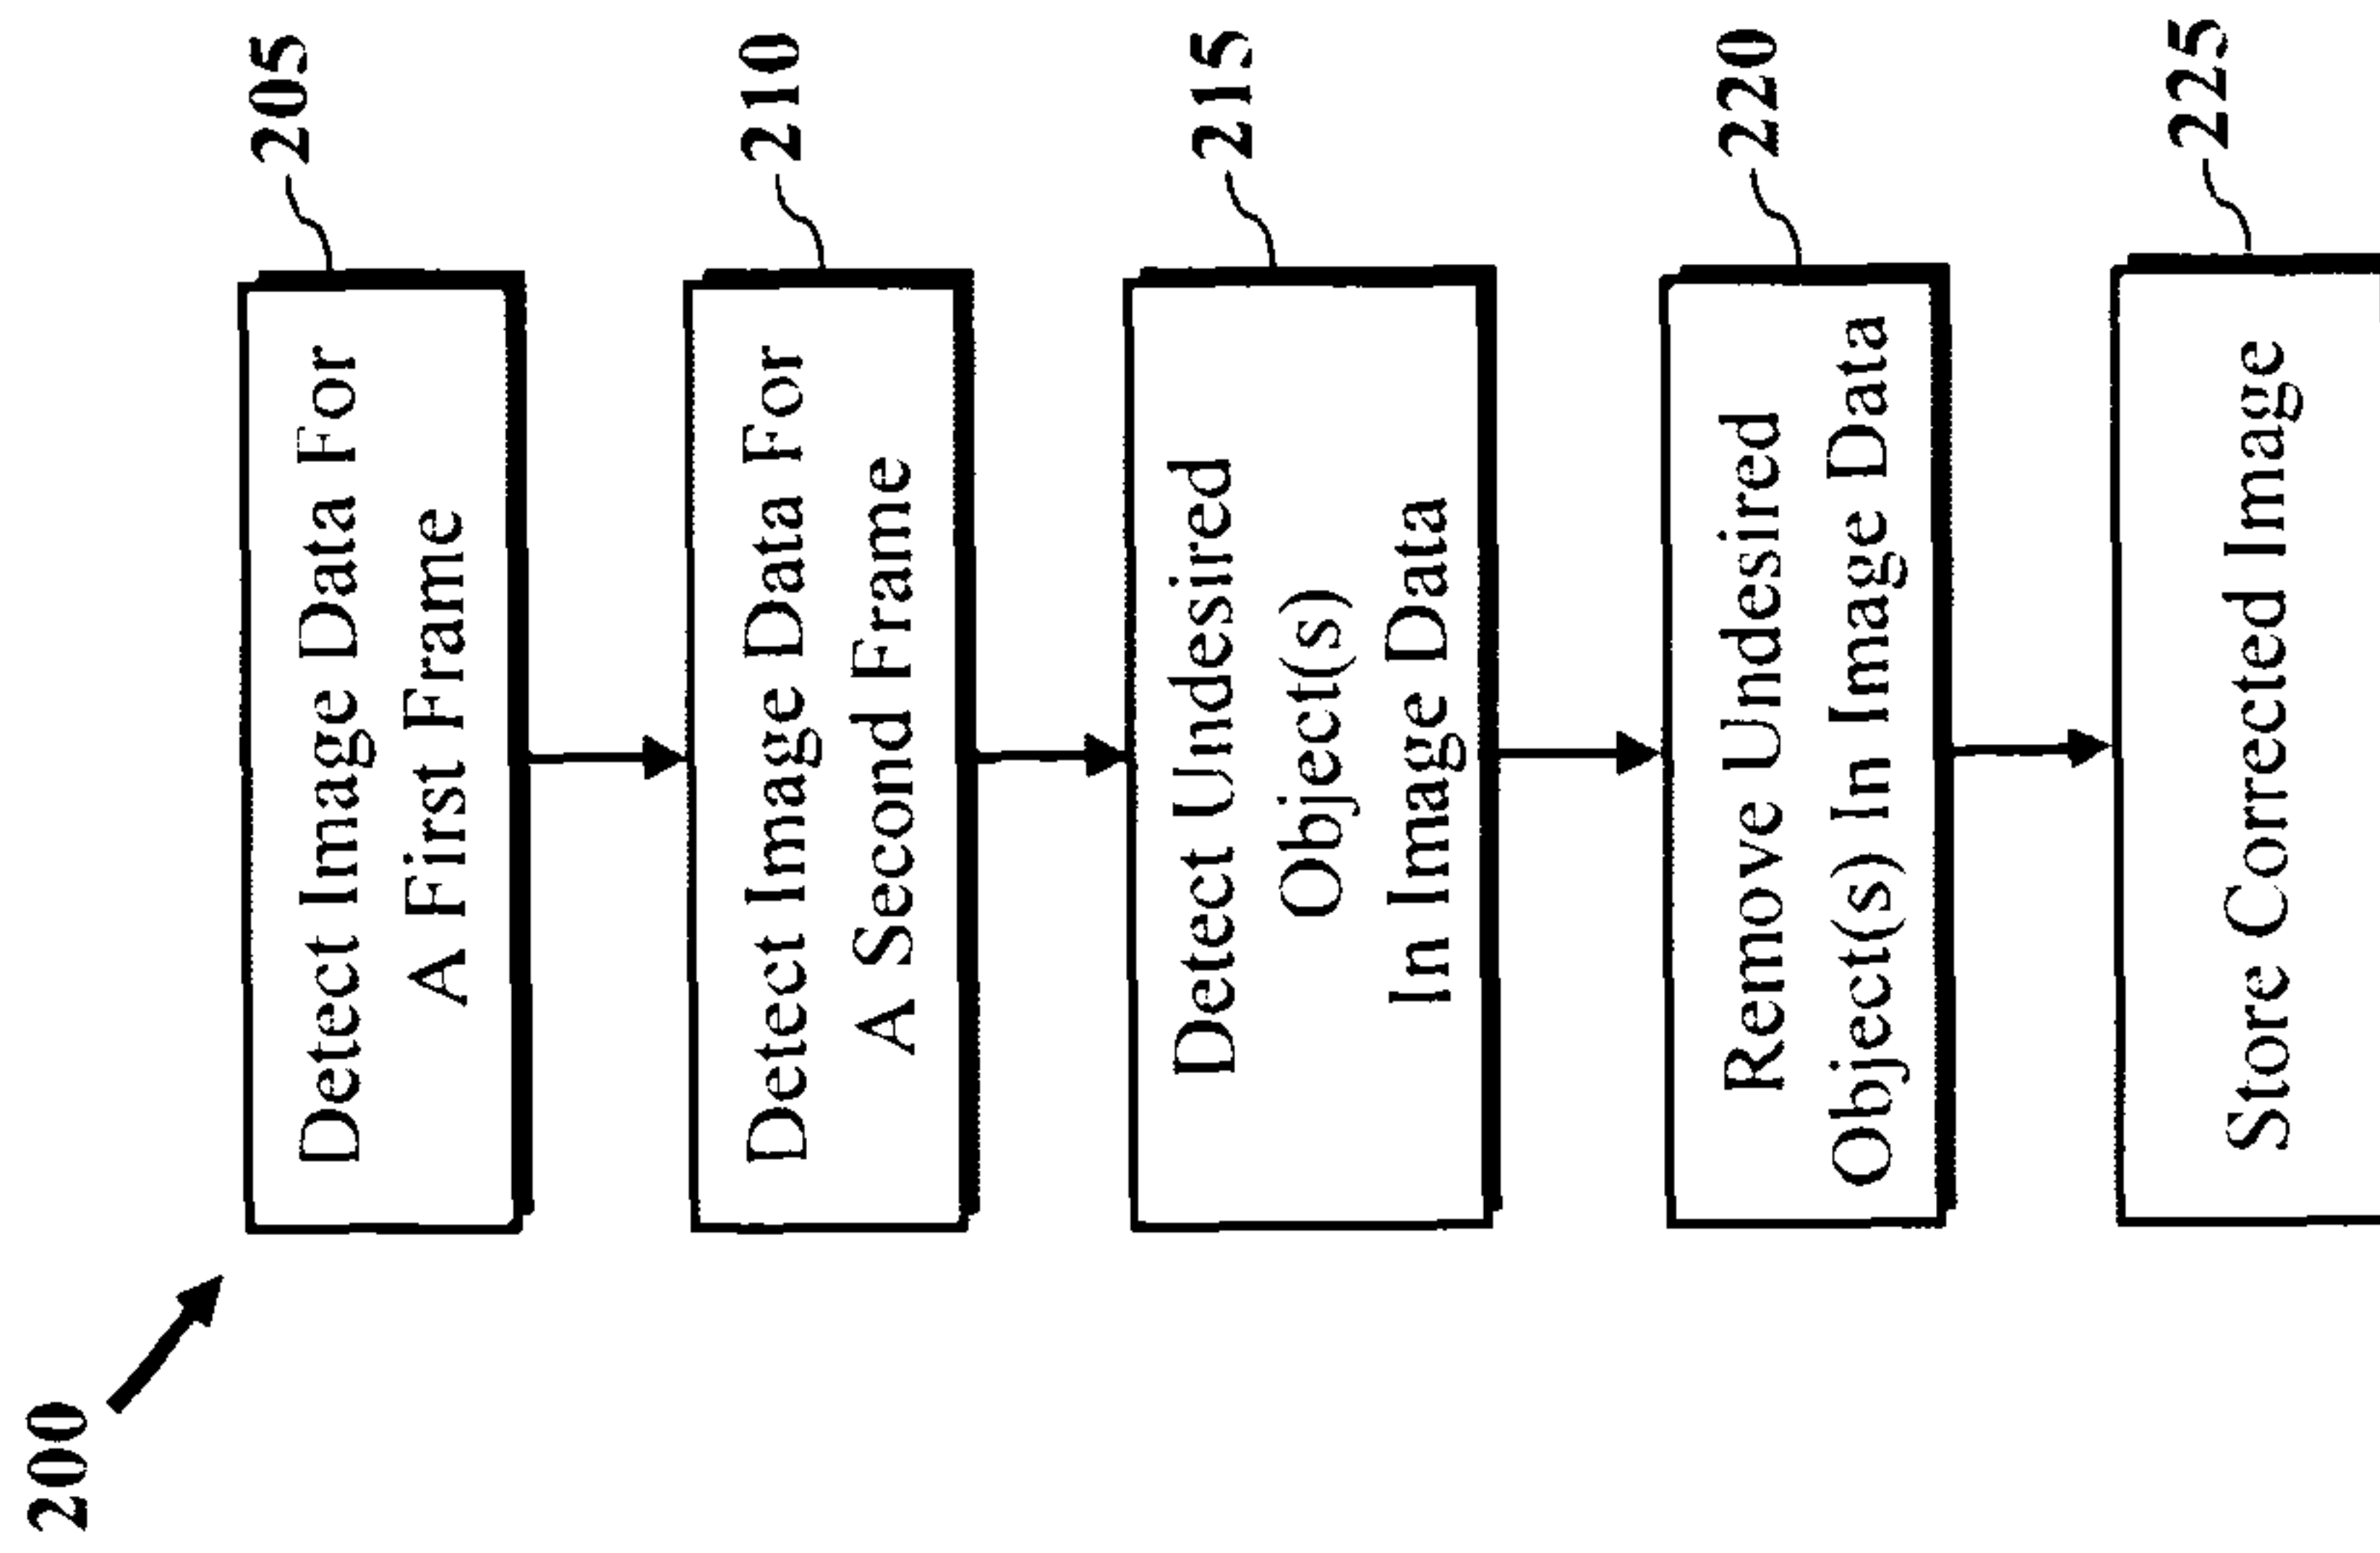 200
Detect Image Data For
A First Frame
205
Detect Image Data For
A Second Frame
210
Detect Undesired
Object(s)
In Image Data
215
Remove Undesired
Object(s) In Image Data
220
Store Corrected Image
225